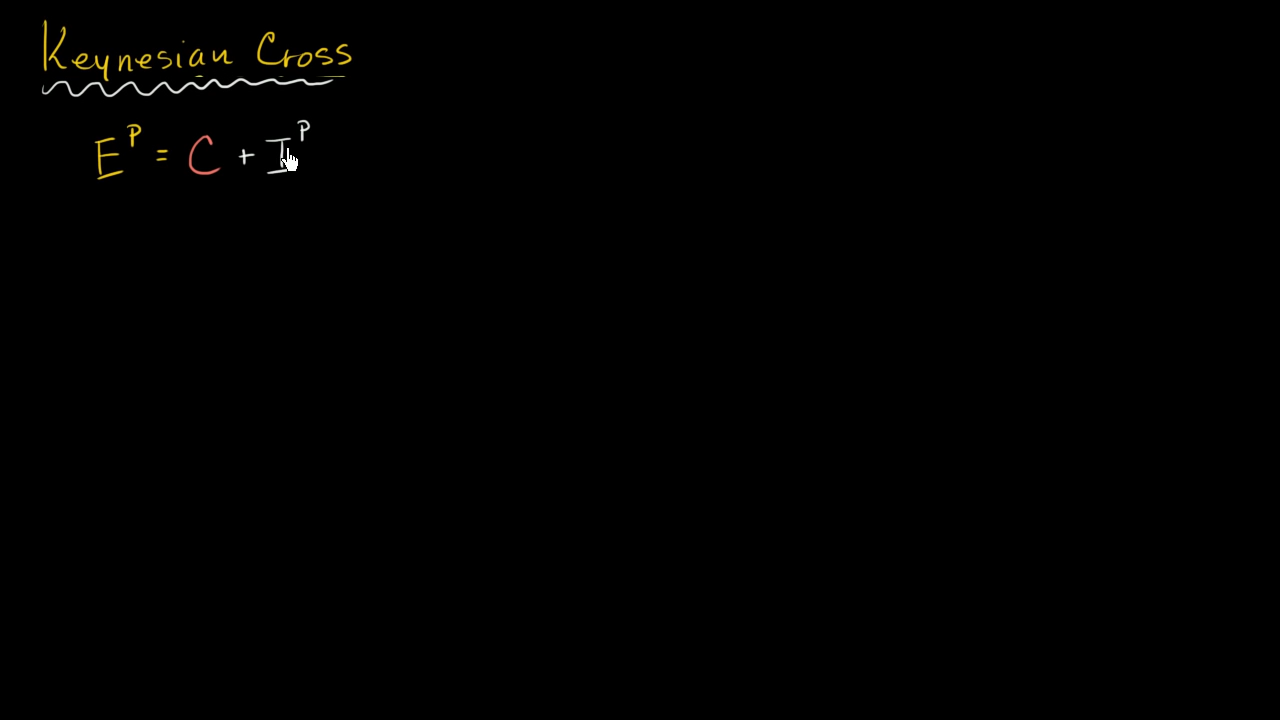 Keynesian Cross
E^P = C + I^P